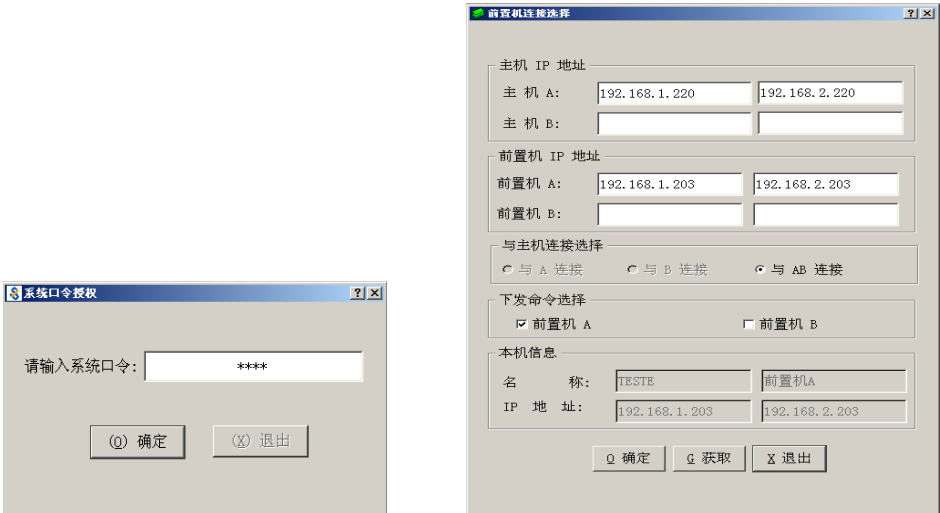 系统口令授权
请输入系统口令: ****
(O) 确定 (X) 退出
前置机连接选择
主机 IP 地址
主 机 A: 192.168.1.220 192.168.2.220
主 机 B:
前置机 IP 地址
前置机 A: 192.168.1.203 192.168.2.203
前置机 B:
与主机连接选择
与 A 连接 与 B 连接 与 AB 连接
下发命令选择
前置机 A 前置机 B
本机信息
名 称: TESTE 前置机A
IP 地 址: 192.168.1.203 192.168.2.203
O 确定 G 获取 X 退出